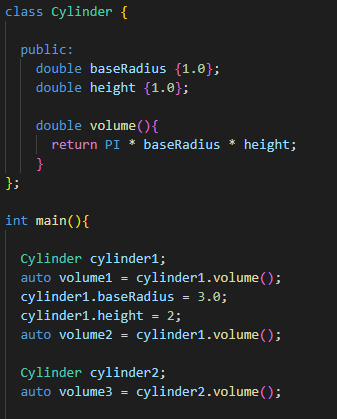 class Cylinder {
public:
double baseRadius {1.0};
double height {1.0};
double volume(){
return PI * baseRadius * height;
}
};
int main(){
Cylinder cylinder1;
auto volume1 = cylinder1.volume();
cylinder1.baseRadius = 3.0;
cylinder1.height = 2;
auto volume2 = cylinder1.volume();
Cylinder cylinder2;
auto volume3 = cylinder2.volume();